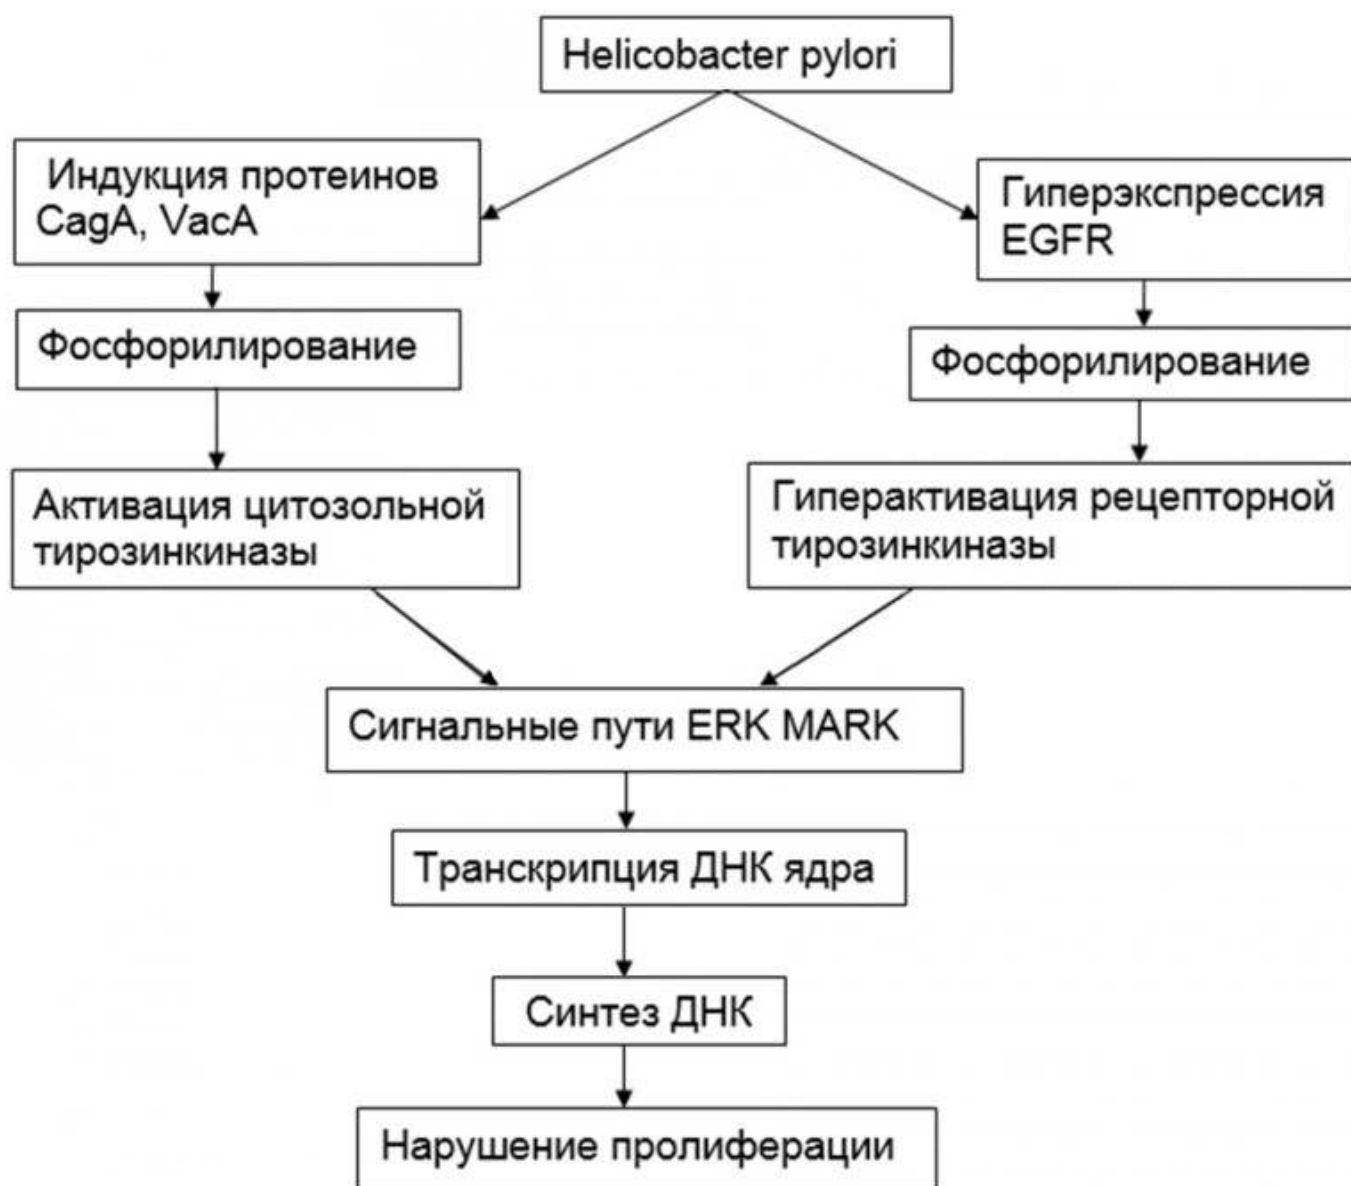 Helicobacter pylori
Индукция протеинов
CagA, VacA
Гиперэкспрессия
EGFR
Фосфорилирование
Фосфорилирование
Активация цитозольной
тирозинкиназы
Гиперактивация рецепторной
тирозинкиназы
Сигнальные пути ERK MARK
Транскрипция ДНК ядра
Синтез ДНК
Нарушение пролиферации